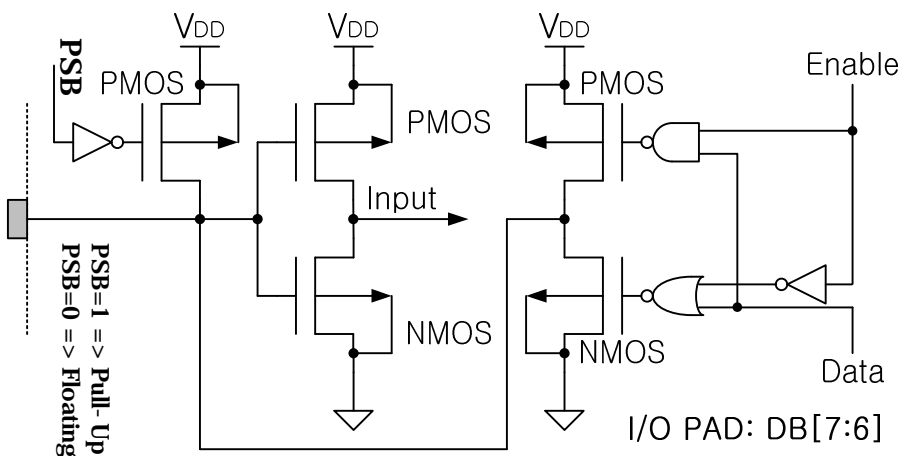 VDD
VDD
VDD
PSB
PMOS
PMOS
PMOS
Enable
Input
PSB=1 => Pull-Up
PSB=0 => Floating
NMOS
NMOS
Data
I/O PAD: DB[7:6]